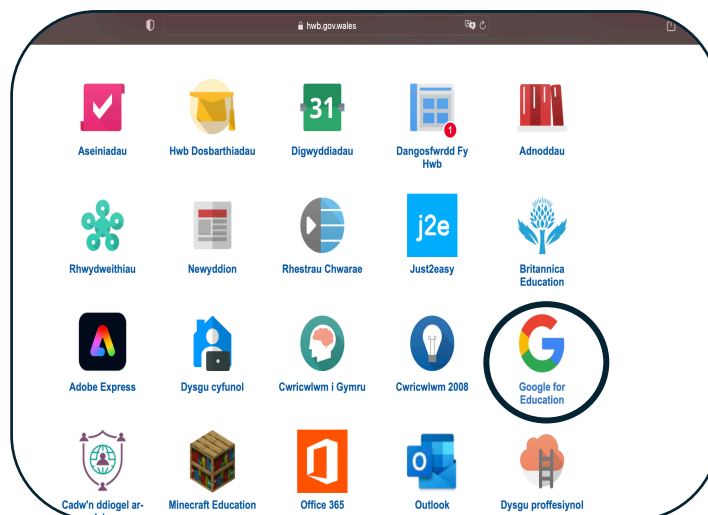 hwb.gov.wales
31
1
Aseiniadau
Hwb Dosbarthiadau
Digwyddiadau
Dangosfwrdd Fy
Hwb
Adnoddau
j2e
Rhwydweithiau
Newyddion
Rhestrau Chwarae
Just2easy
Britannica
Education
Adobe Express
Dysgu cyfunol
Cwricwlwm i Gymru
Cwricwlwm 2008
Google for
Education
Cadw'n ddiogel ar-
Minecraft Education
Office 365
Outlook
Dysgu proffesiynol